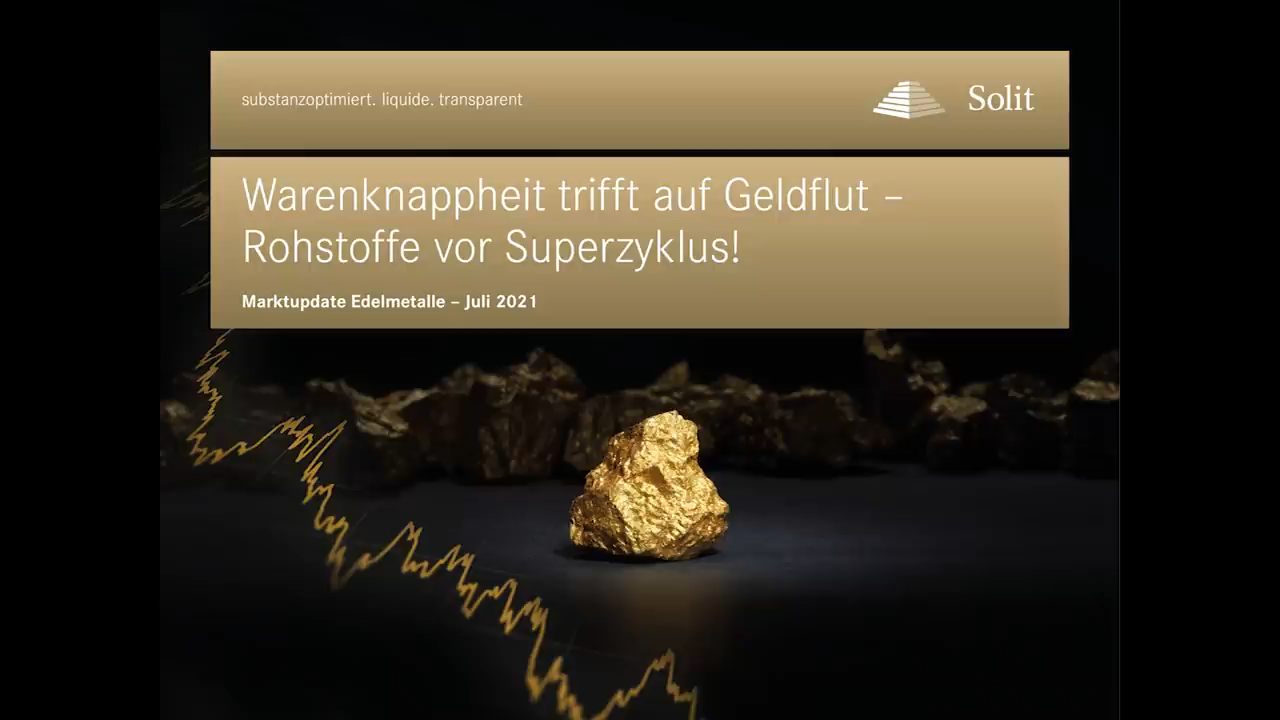 substanzoptimiert. liquide. transparent
Solit
Warenknappheit trifft auf Geldflut –
Rohstoffe vor Superzyklus!
Marktupdate Edelmetalle – Juli 2021